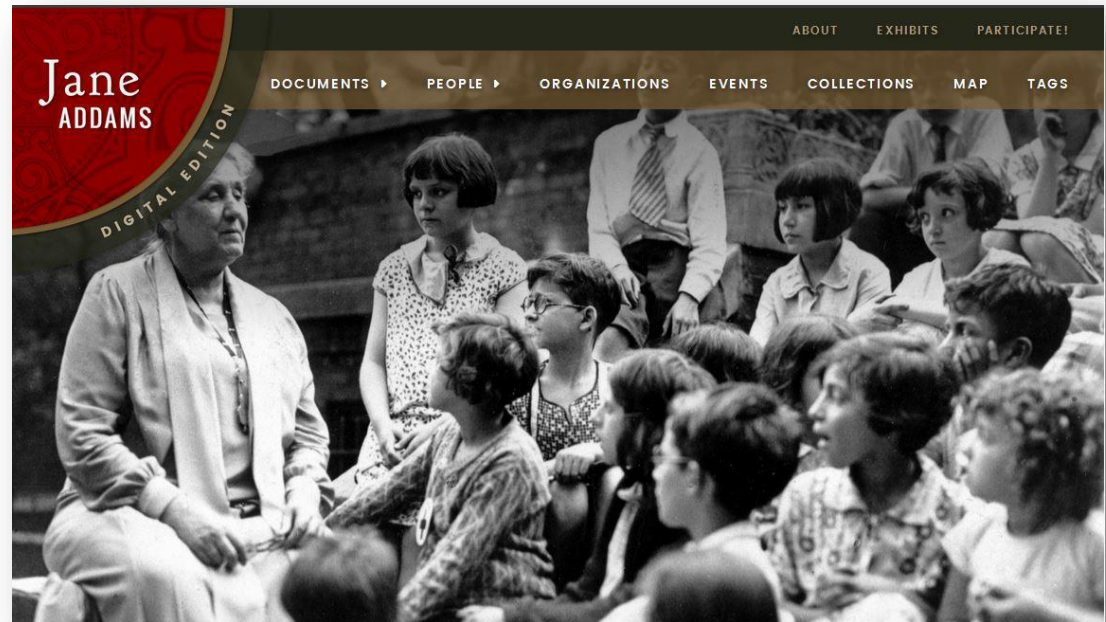 ABOUT EXHIBITS PARTICIPATE!
Jane
ADDAMS
DIGITAL EDITION
DOCUMENTS PEOPLE ORGANIZATIONS EVENTS COLLECTIONS MAP TAGS